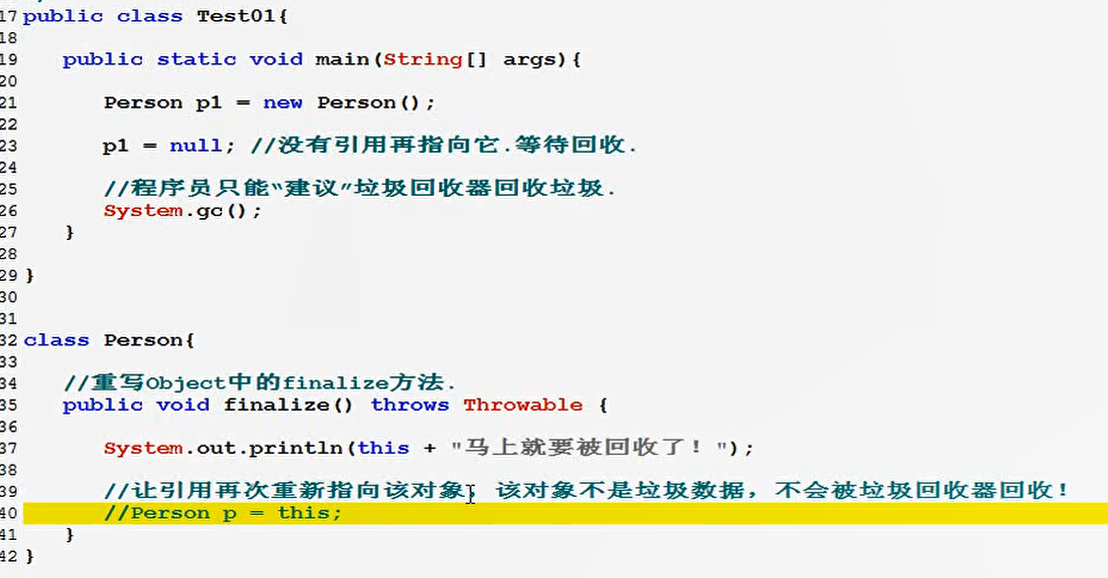 17 public class Test01{
18
19 public static void main(String[] args){
20
21 Person p1 = new Person();
22
23 p1 = null; //没有引用再指向它.等待回收.
24
25 //程序员只能“建议”垃圾回收器回收垃圾.
26 System.gc();
27 }
28
29 }
30
31
32 class Person{
33
34 //重写Object中的finalize方法.
35 public void finalize() throws Throwable {
36
37 System.out.println(this + "马上就要被回收了！");
38
39 //让引用再次重新指向该对象，该对象不是垃圾数据，不会被垃圾回收器回收！
40 //Person p = this;
41 }
42 }